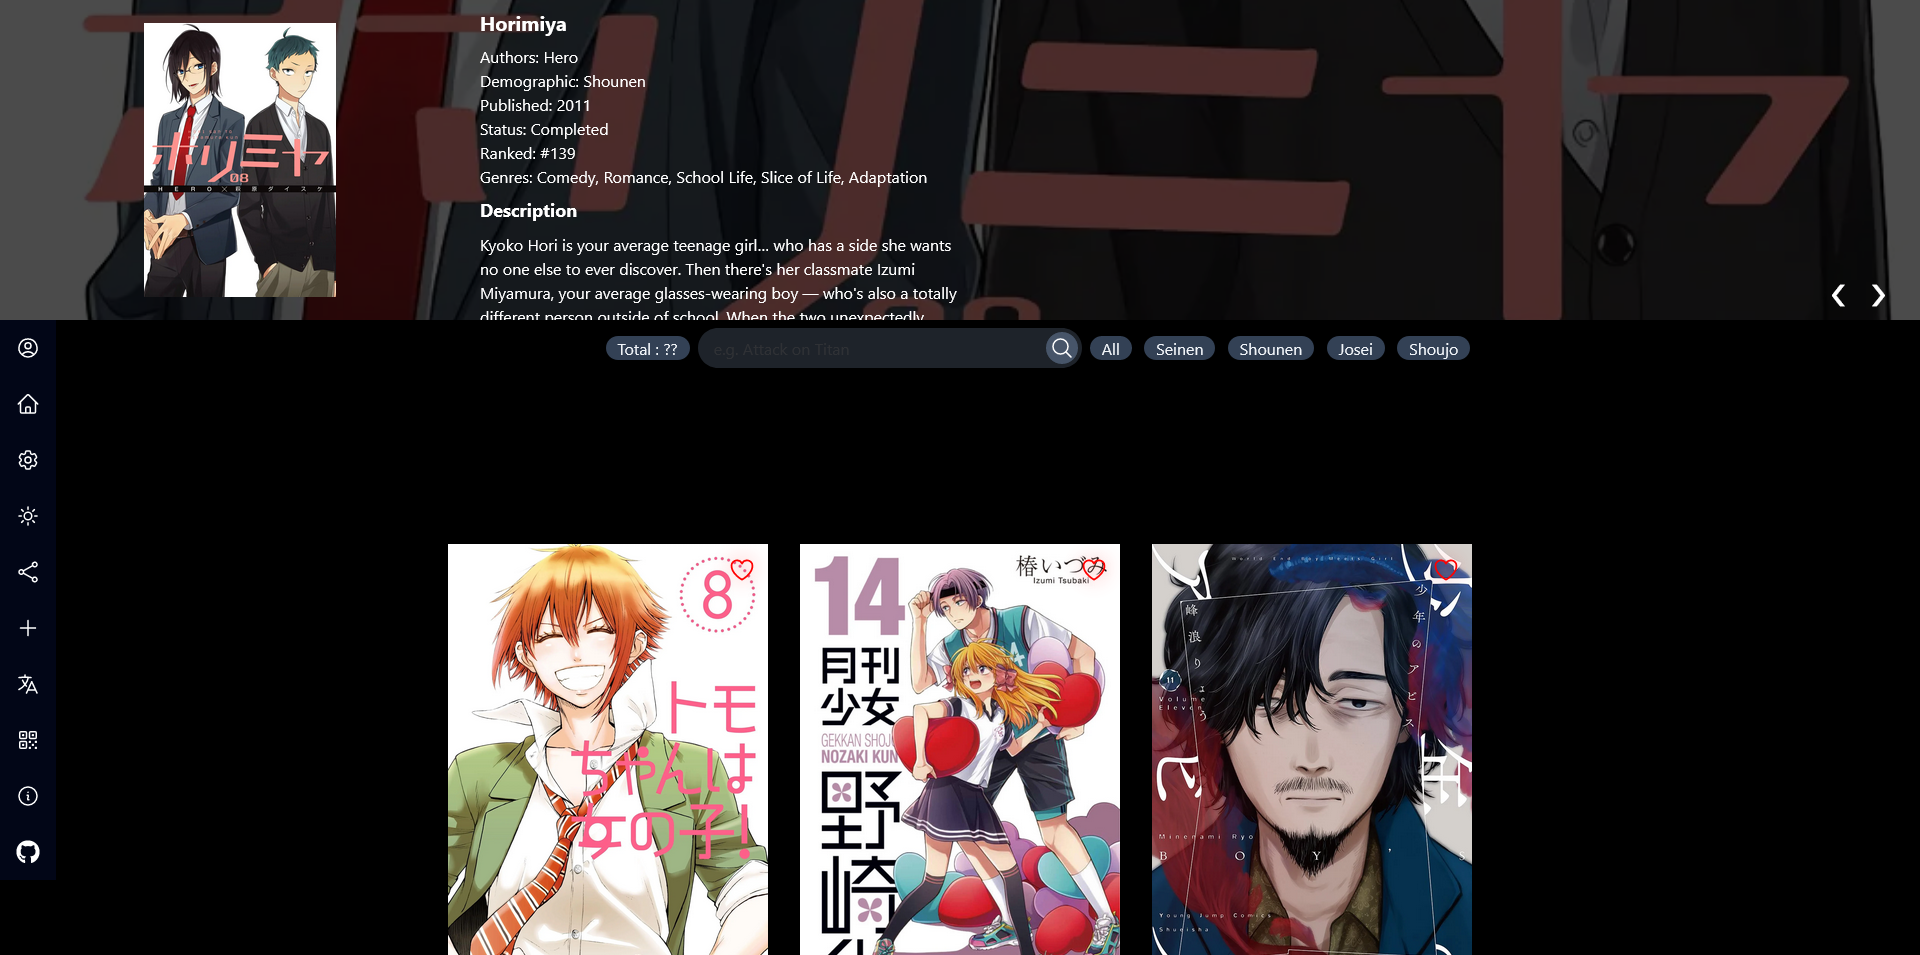 Horimiya
Authors: Hero
Demographic: Shounen
Published: 2011
Status: Completed
Ranked: #139
Genres: Comedy, Romance, School Life, Slice of Life, Adaptation
Description
Kyoko Hori is your average teenage girl... who has a side she wants
no one else to ever discover. Then there's her classmate Izumi
Miyamura, your average glasses-wearing boy — who's also a totally
different person outside of school. When the two unexpectedly
ホリミヤ
08
HERO × 萩原ダイスケ
Total : ??
e.g. Attack on Titan
All
Seinen
Shounen
Josei
Shoujo
8
トモ
ちゃんは
女の子!
14
椿いづみ
Izumi Tsubaki
月刊
少女
GEKKAN SHOJO
NOZAKI KUN
野
崎
World End Boy Meets Girl
峰浪りょう
少年のアビス
11
Volume
Eleven
Minenami Ryo
BOY'S
Young Jump Comics
Shueisha